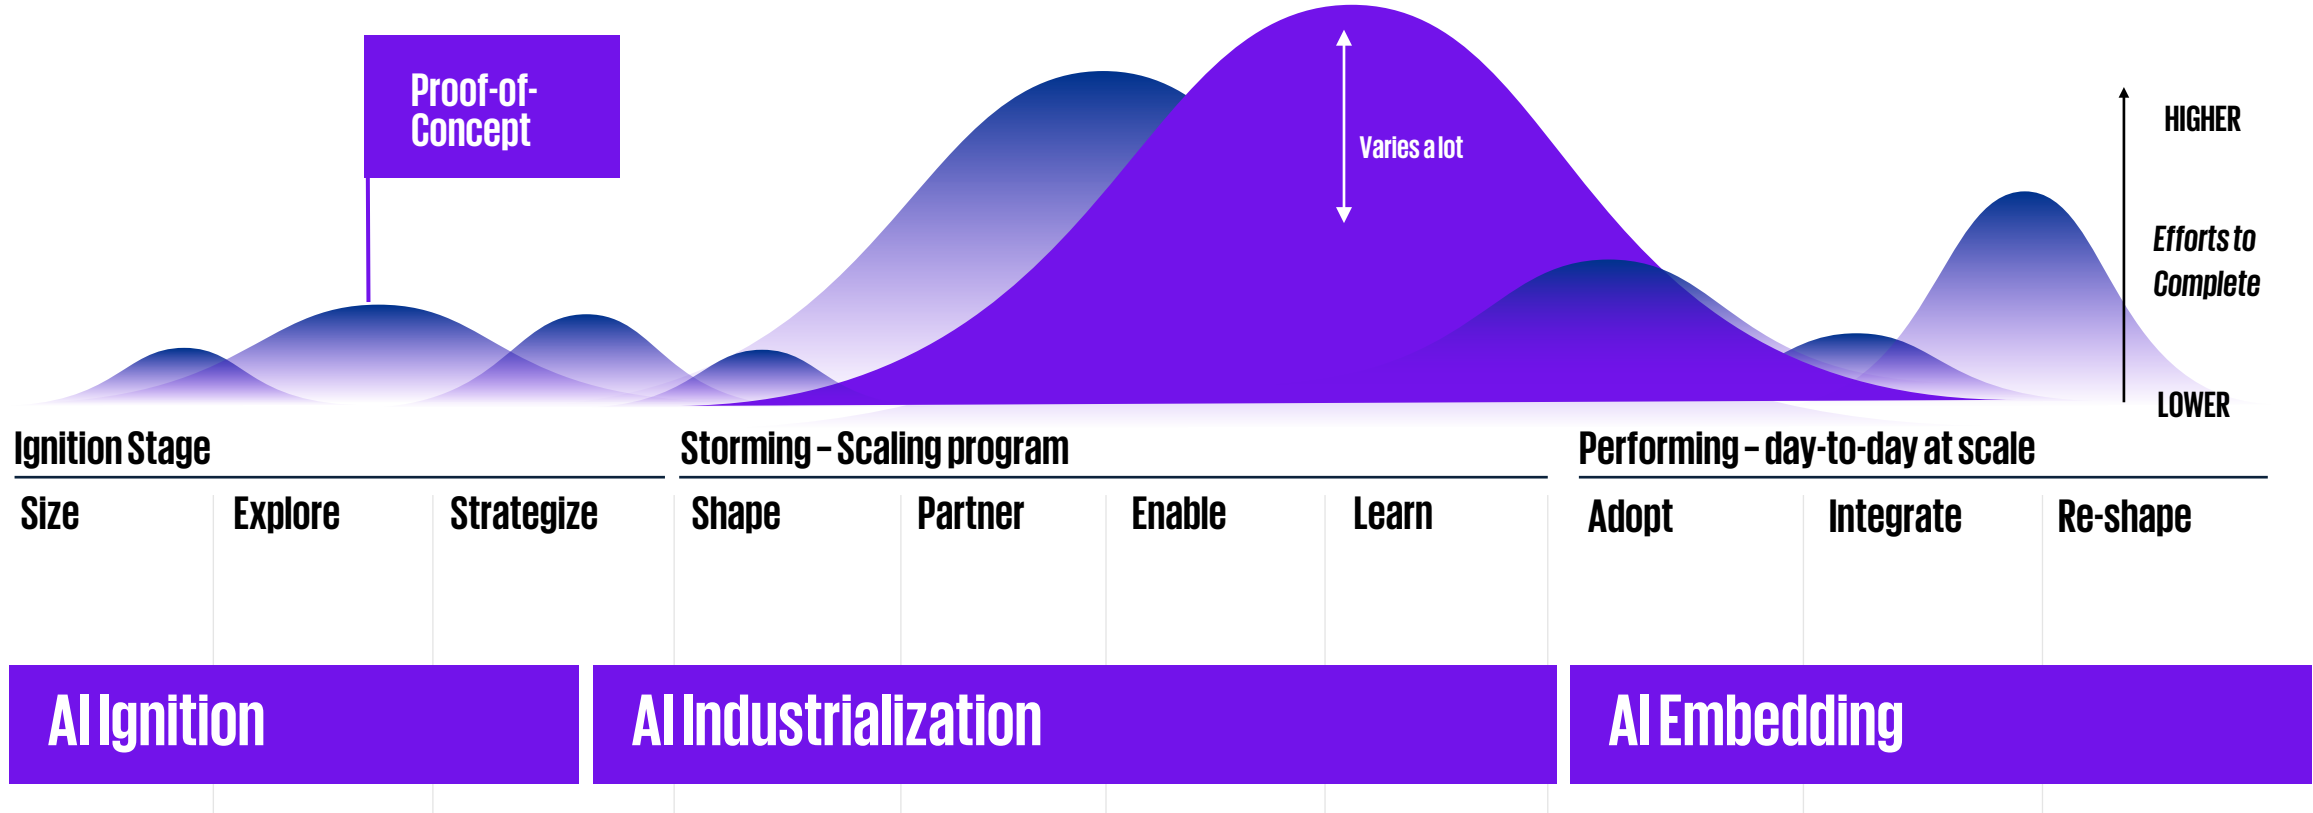 Proof-of-
Concept
Varies a lot
HIGHER
Efforts to
Complete
LOWER
Ignition Stage
Storming – Scaling program
Performing – day-to-day at scale
Size
Explore
Strategize
Shape
Partner
Enable
Learn
Adopt
Integrate
Re-shape
AI Ignition
AI Industrialization
AI Embedding